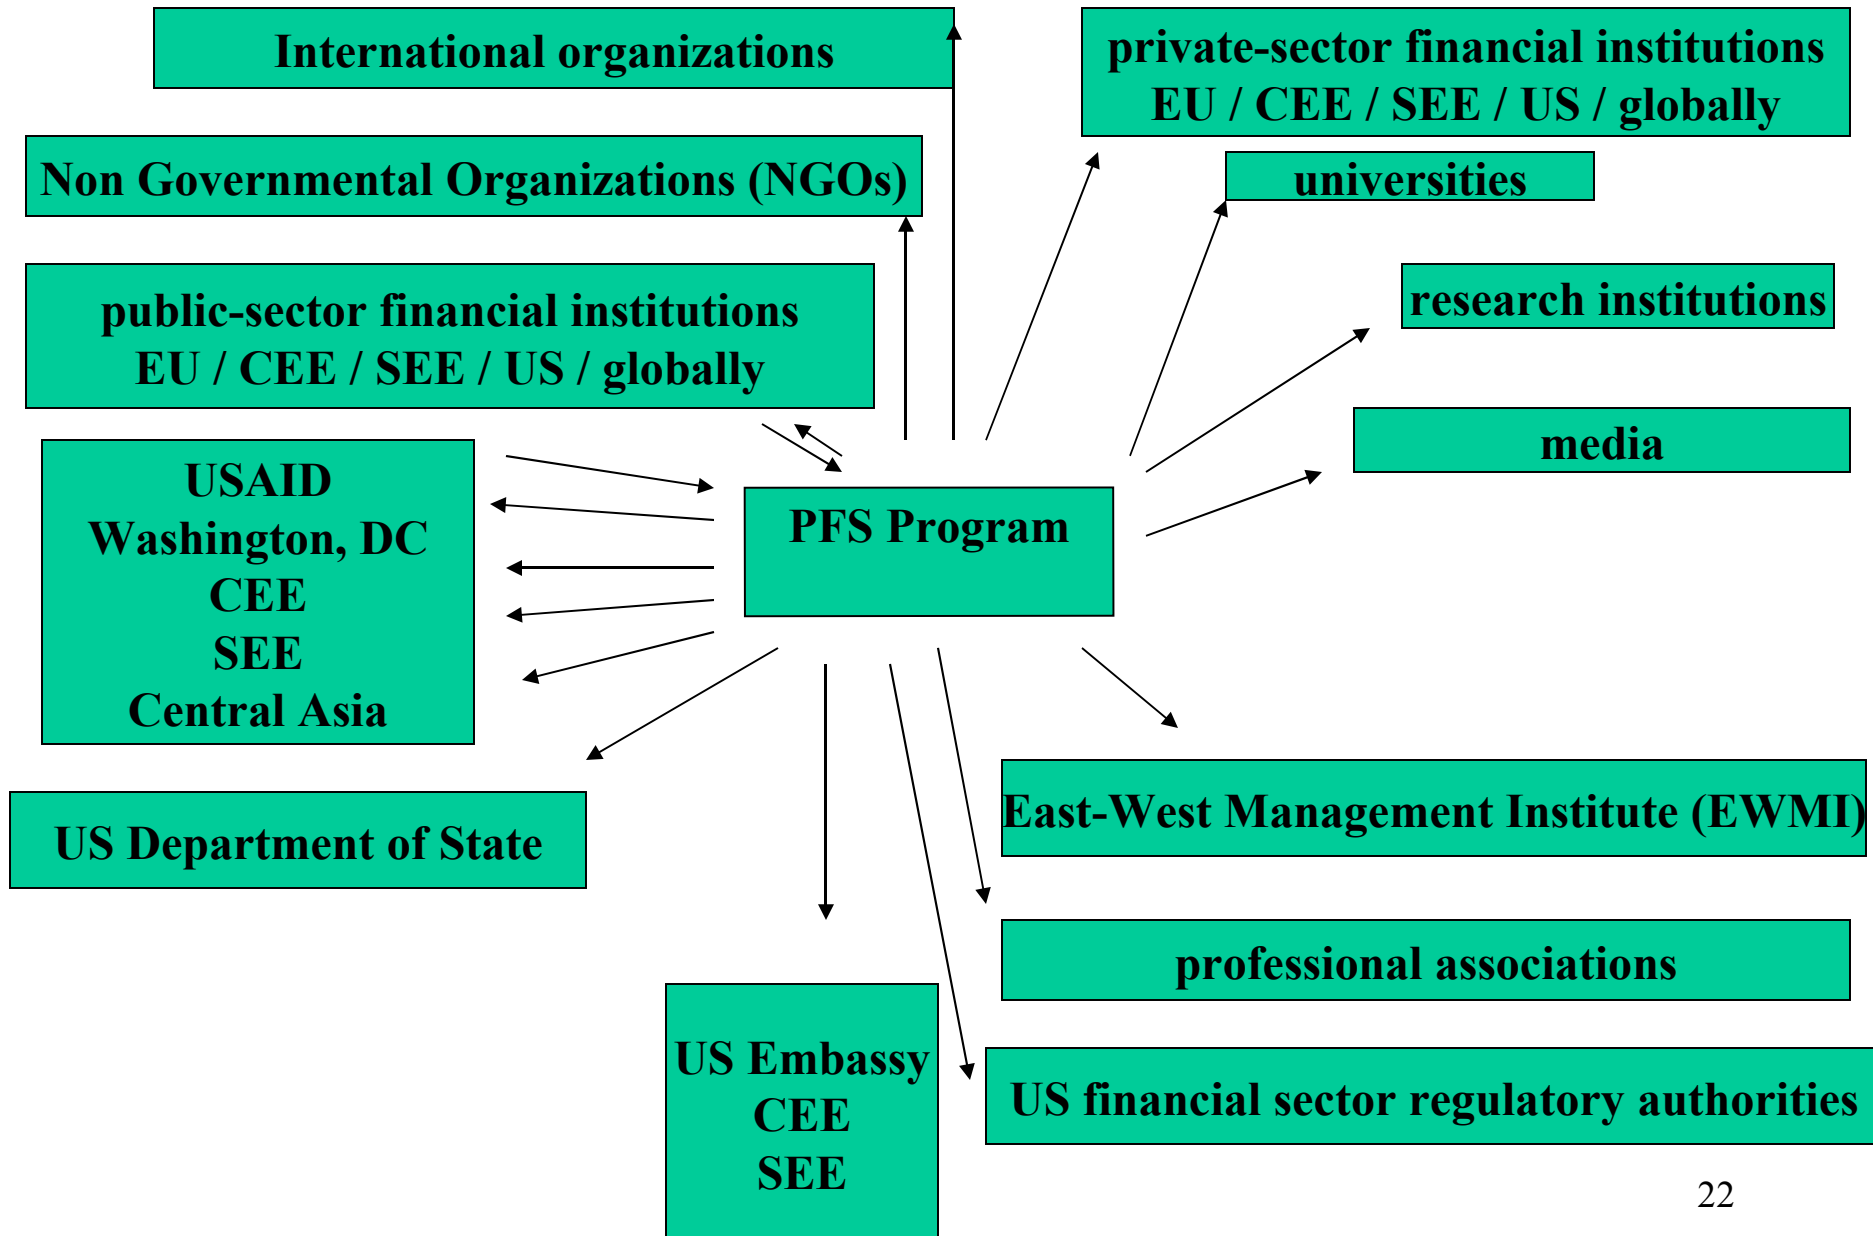 International organizations
private-sector financial institutions
EU / CEE / SEE / US / globally
Non Governmental Organizations (NGOs)
universities
public-sector financial institutions
EU / CEE / SEE / US / globally
research institutions
media
USAID
Washington, DC
CEE
SEE
Central Asia
PFS Program
US Department of State
East-West Management Institute (EWMI)
professional associations
US Embassy
CEE
SEE
US financial sector regulatory authorities
22